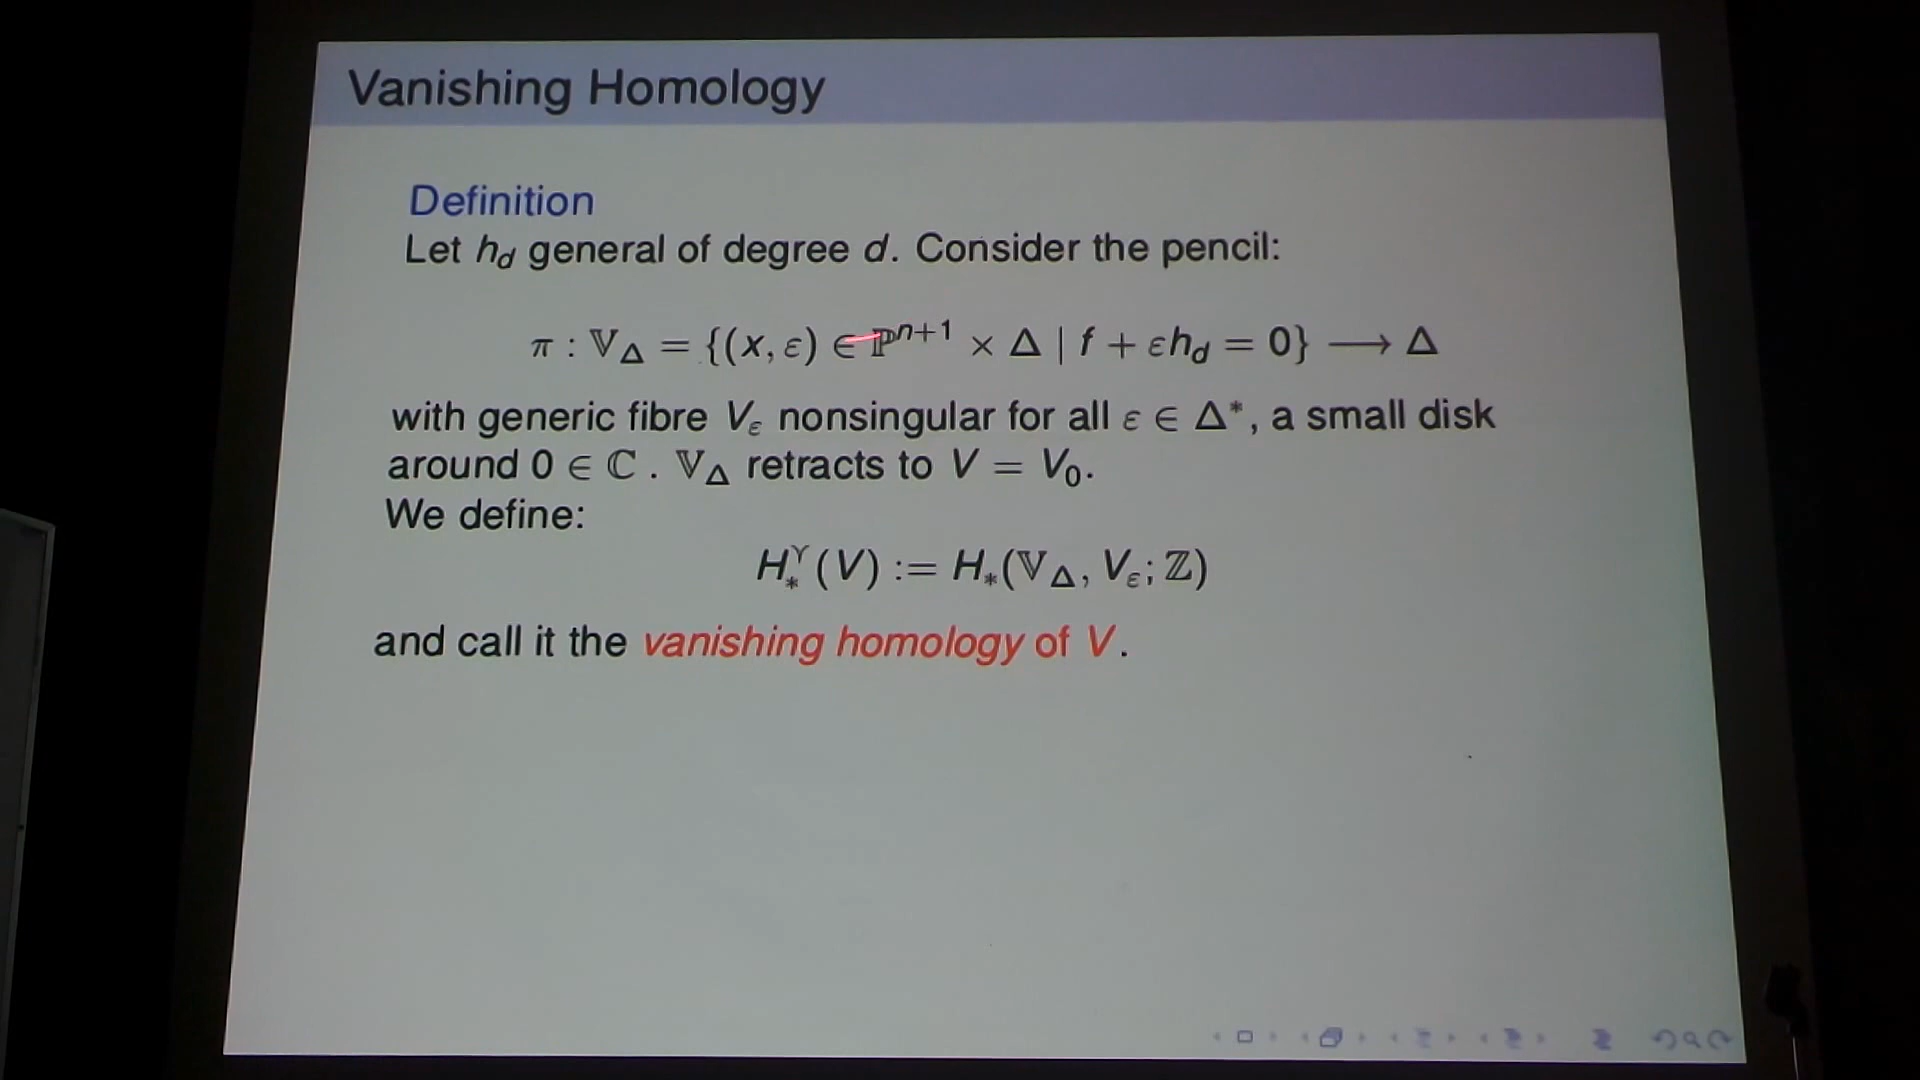 Vanishing Homology
Definition
Let h_d general of degree d. Consider the pencil:
π : 𝕍_Δ = {(x, ε) ∈ ℙ^{n+1} × Δ | f + εh_d = 0} ⟶ Δ
with generic fibre V_ε nonsingular for all ε ∈ Δ*, a small disk
around 0 ∈ ℂ . 𝕍_Δ retracts to V = V_0.
We define:
H_*^⋎(V) := H_*(𝕍_Δ, V_ε; ℤ)
and call it the vanishing homology of V.